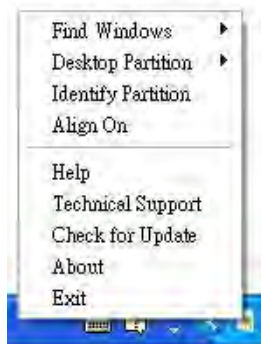 Find Windows
Desktop Partition
Identify Partition
Align On
Help
Technical Support
Check for Update
About
Exit